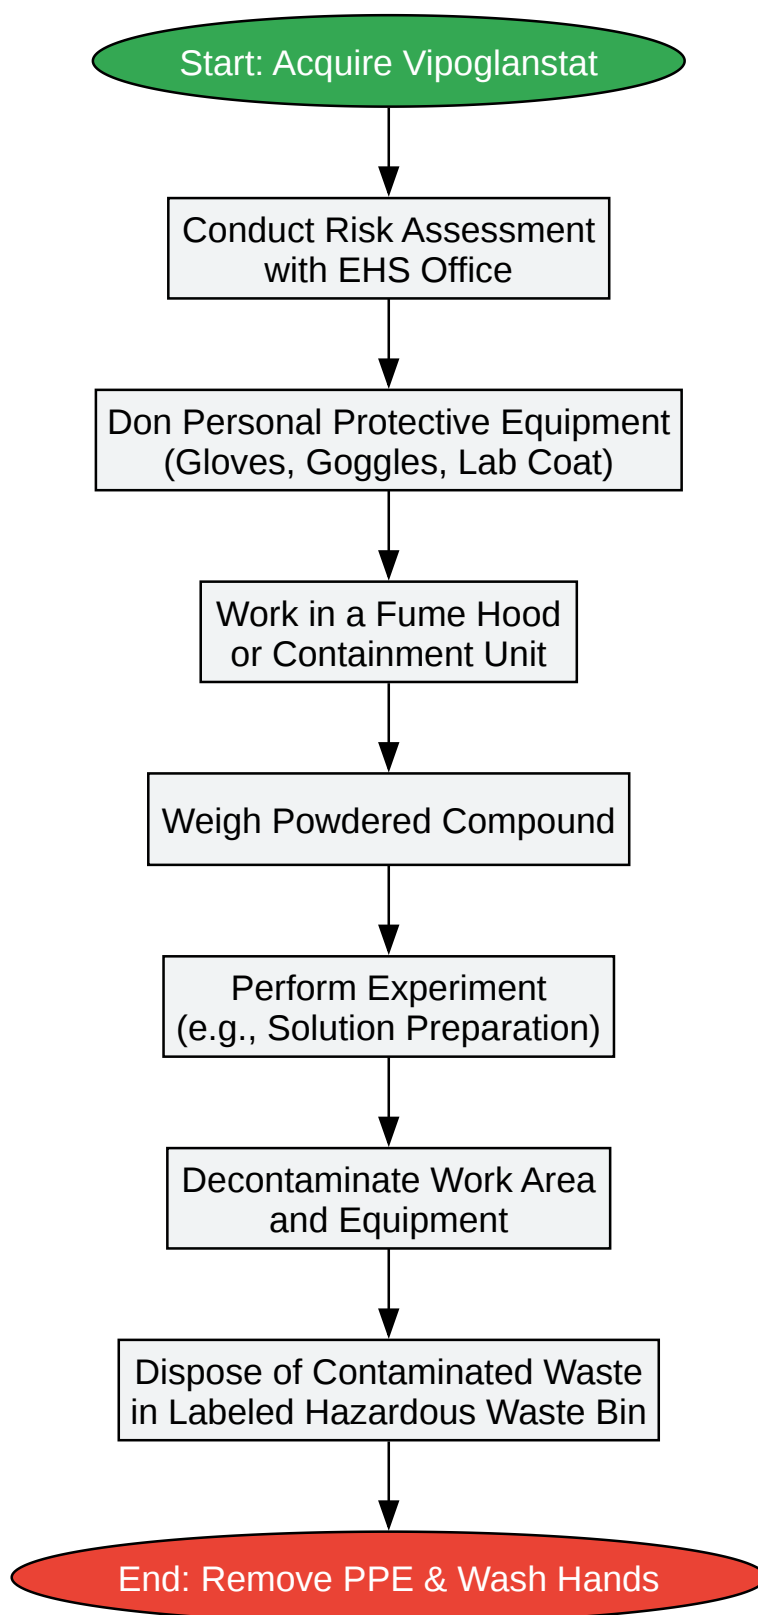 Start: Acquire Vipoglanstat
Conduct Risk Assessment
with EHS Office
Don Personal Protective Equipment
(Gloves, Goggles, Lab Coat)
Work in a Fume Hood
or Containment Unit
Weigh Powdered Compound
Perform Experiment
(e.g., Solution Preparation)
Decontaminate Work Area
and Equipment
Dispose of Contaminated Waste
in Labeled Hazardous Waste Bin
End: Remove PPE & Wash Hands